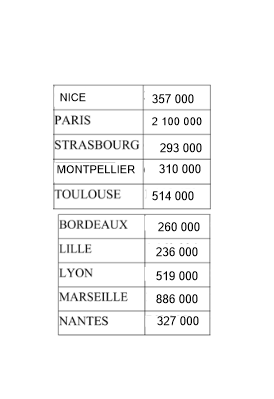 NICE 357 000
PARIS 2 100 000
STRASBOURG 293 000
MONTPELLIER 310 000
TOULOUSE 514 000
BORDEAUX 260 000
LILLE 236 000
LYON 519 000
MARSEILLE 886 000
NANTES 327 000